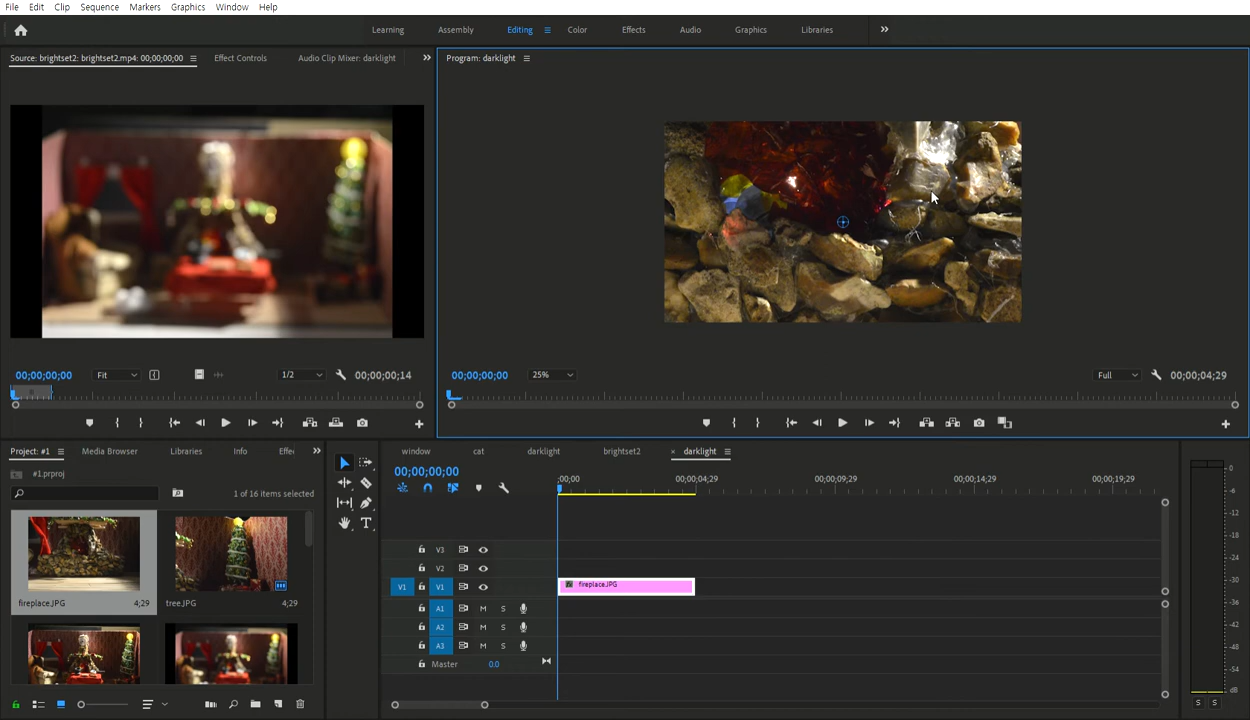 File Edit Clip Sequence Markers Graphics Window Help
Learning Assembly Editing Color Effects Audio Graphics Libraries
Source: brightset2: brightset2.mp4: 00;00;00;00 Effect Controls Audio Clip Mixer: darklight
Program: darklight
00;00;00;00 Fit 1/2 00;00;00;14
00;00;00;00 25% Full 00;00;04;29
Project: #1 Media Browser Libraries Info Effe
#1.prproj
1 of 16 items selected
fireplace.JPG 4;29
tree.JPG 4;29
window cat darklight brightset2 × darklight
00;00;00;00
;00;00 00;00;04;29 00;00;09;29 00;00;14;29 00;00;19;29
V3
V2
V1 V1 fireplace.JPG
A1 M S
A2 M S
A3 M S
Master 0.0
0
-6
-12
-18
-24
-30
-36
-42
-48
-54
dB
S S